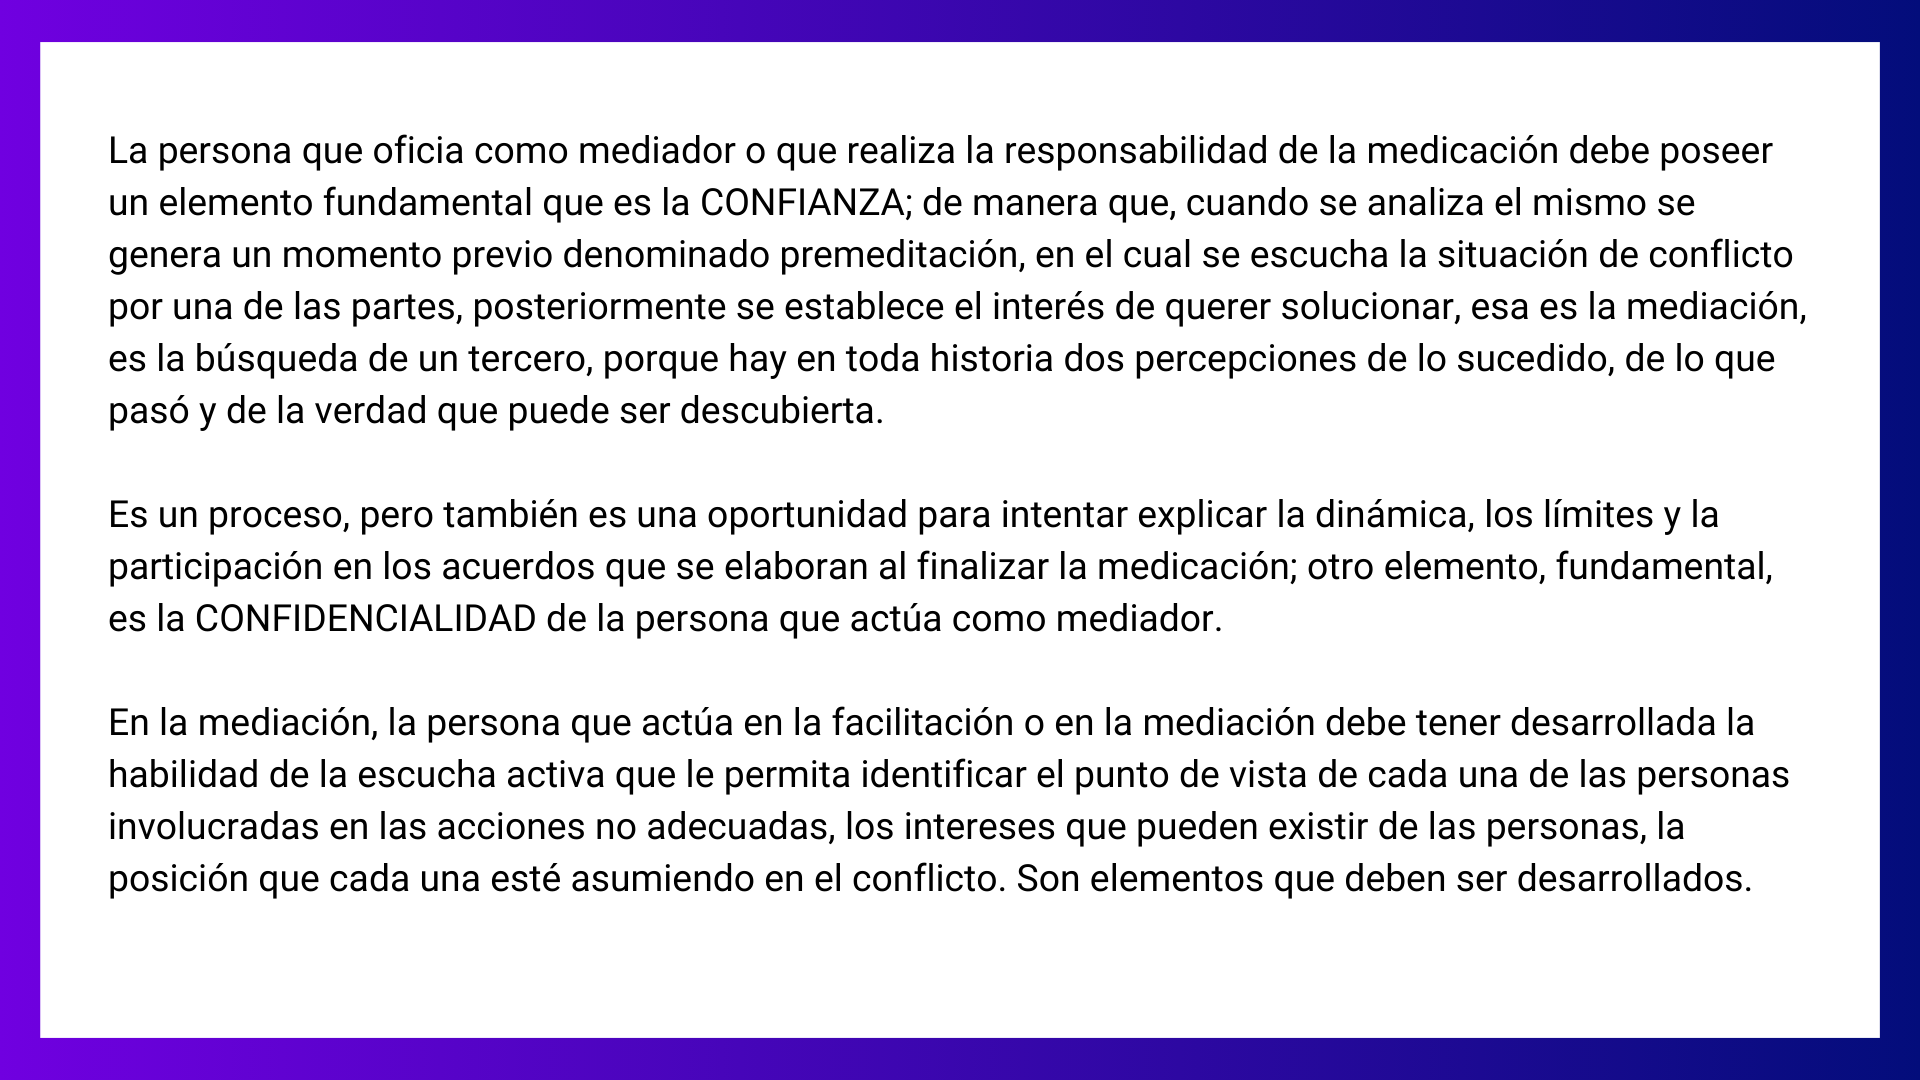 La persona que oficia como mediador o que realiza la responsabilidad de la medicación debe poseer
un elemento fundamental que es la CONFIANZA; de manera que, cuando se analiza el mismo se
genera un momento previo denominado premeditación, en el cual se escucha la situación de conflicto
por una de las partes, posteriormente se establece el interés de querer solucionar, esa es la mediación,
es la búsqueda de un tercero, porque hay en toda historia dos percepciones de lo sucedido, de lo que
pasó y de la verdad que puede ser descubierta.
Es un proceso, pero también es una oportunidad para intentar explicar la dinámica, los límites y la
participación en los acuerdos que se elaboran al finalizar la medicación; otro elemento, fundamental,
es la CONFIDENCIALIDAD de la persona que actúa como mediador.
En la mediación, la persona que actúa en la facilitación o en la mediación debe tener desarrollada la
habilidad de la escucha activa que le permita identificar el punto de vista de cada una de las personas
involucradas en las acciones no adecuadas, los intereses que pueden existir de las personas, la
posición que cada una esté asumiendo en el conflicto. Son elementos que deben ser desarrollados.